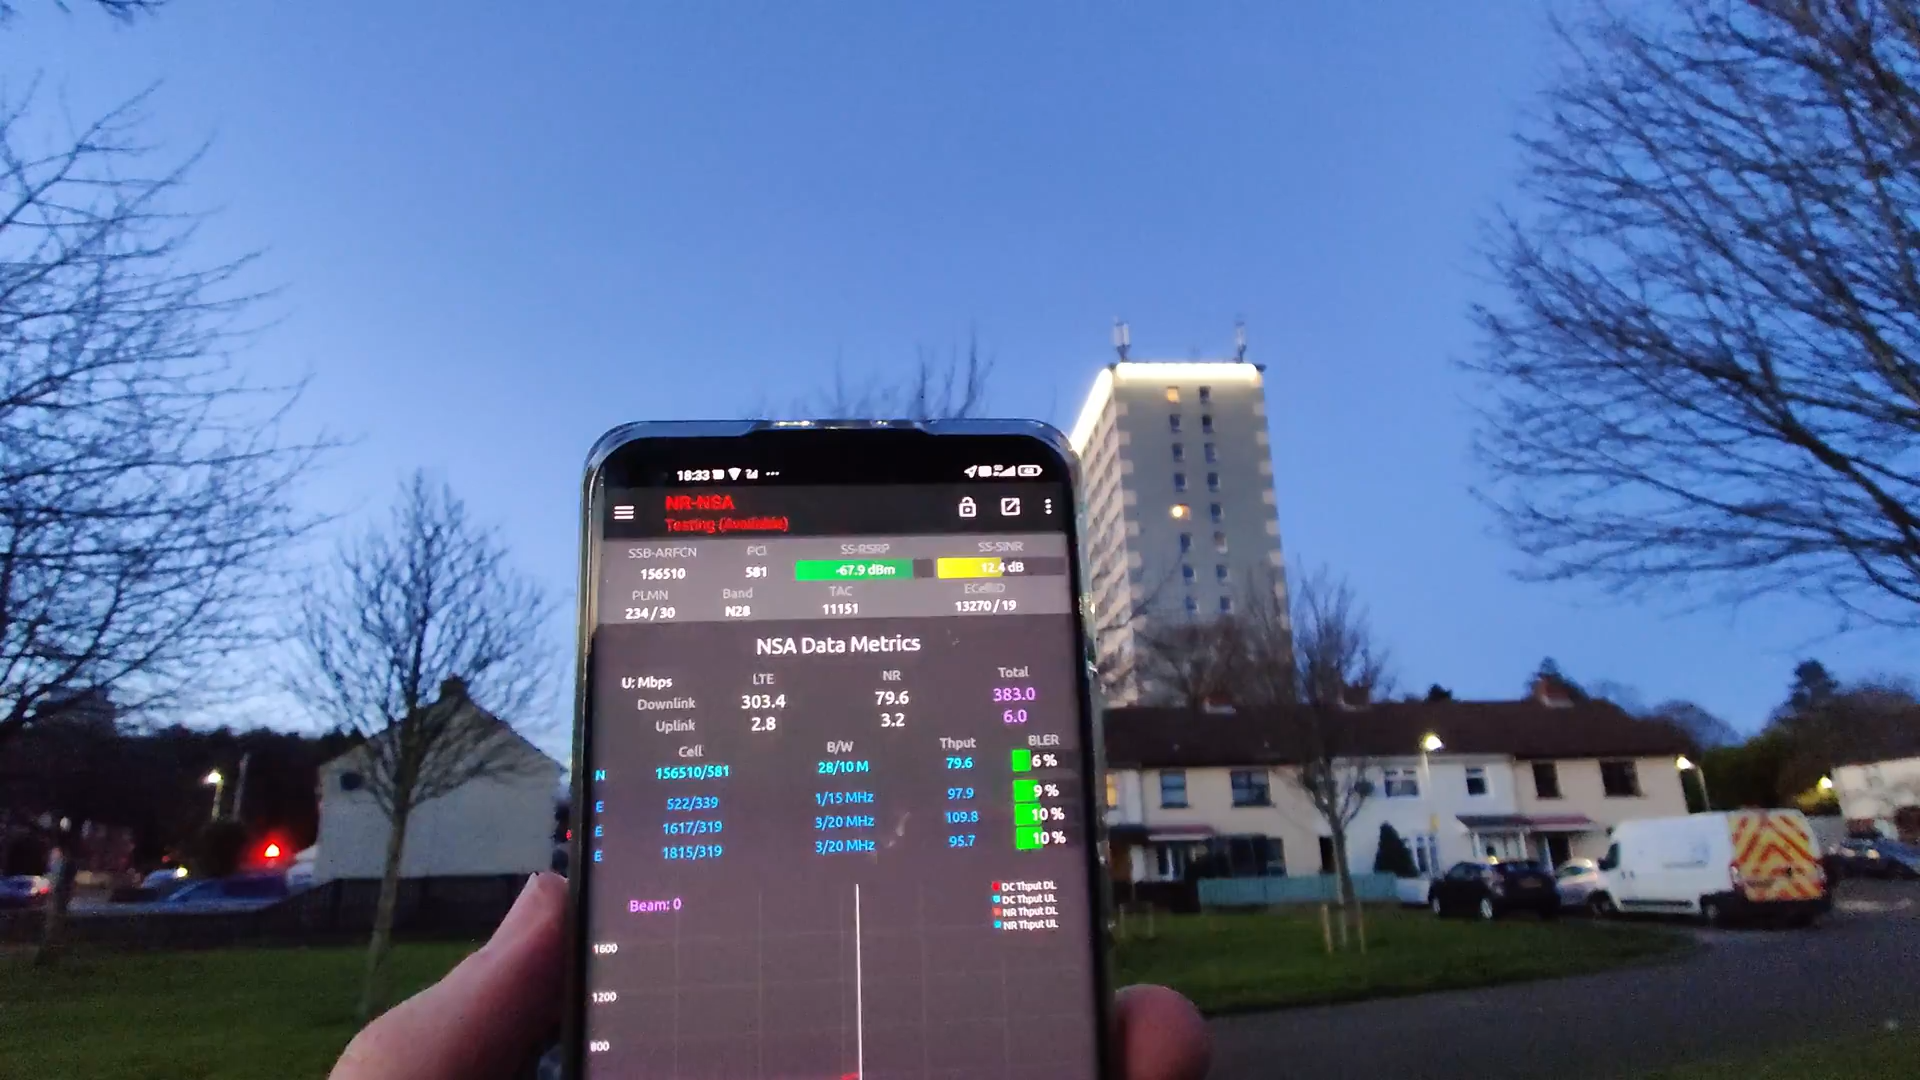 18:33
NR-NSA
Testing (Available)
SSB-ARFCN PCI SS-RSRP SS-SINR
156510 581 -67.9 dBm 12.4 dB
PLMN Band TAC ECellID
234 / 30 N28 11151 13270 / 19
NSA Data Metrics
U: Mbps LTE NR Total
Downlink 303.4 79.6 383.0
Uplink 2.8 3.2 6.0
Cell B/W Thput BLER
N 156510/581 28/10 M 79.6 6 %
E 522/339 1/15 MHz 97.9 9 %
E 1617/319 3/20 MHz 109.8 10 %
E 1815/319 3/20 MHz 95.7 10 %
Beam: 0
DC Thput DL
DC Thput UL
NR Thput DL
NR Thput UL
1600
1200
800